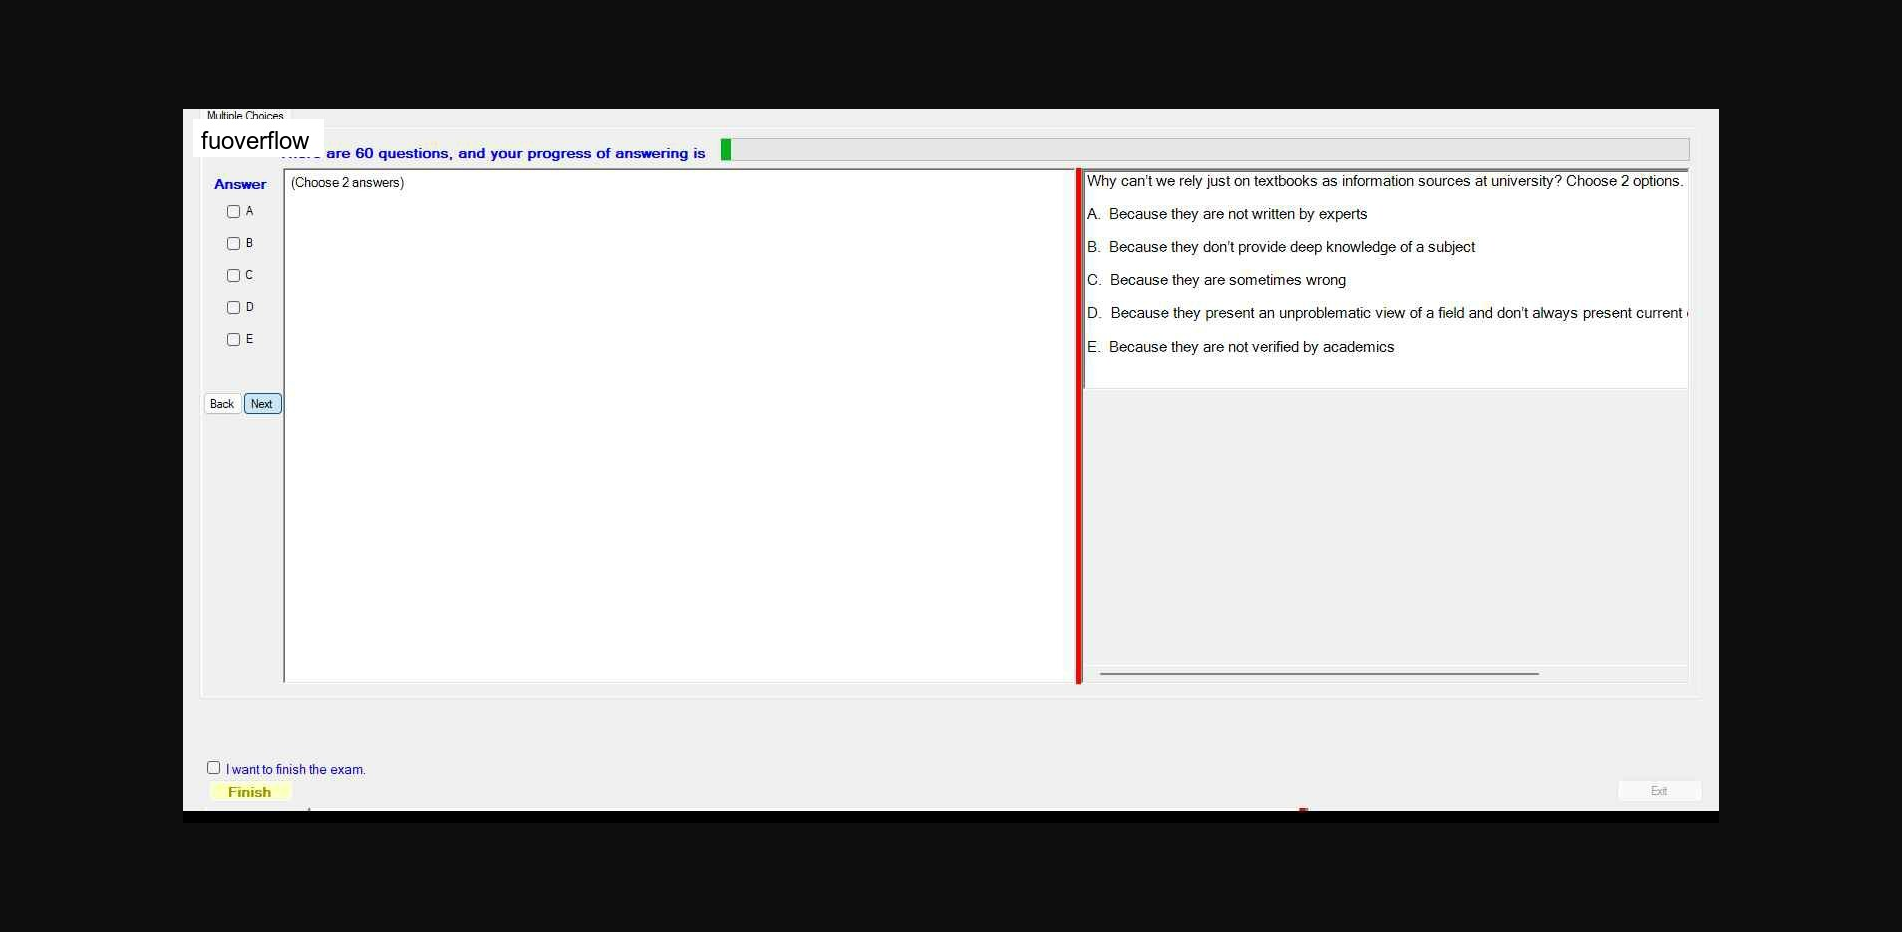 Multiple Choices
fuoverflow
are 60 questions, and your progress of answering is
Answer
A
B
C
D
E
Back Next
(Choose 2 answers)
Why can't we rely just on textbooks as information sources at university? Choose 2 options.
A. Because they are not written by experts
B. Because they don't provide deep knowledge of a subject
C. Because they are sometimes wrong
D. Because they present an unproblematic view of a field and don't always present current
E. Because they are not verified by academics
I want to finish the exam.
Finish
Exit